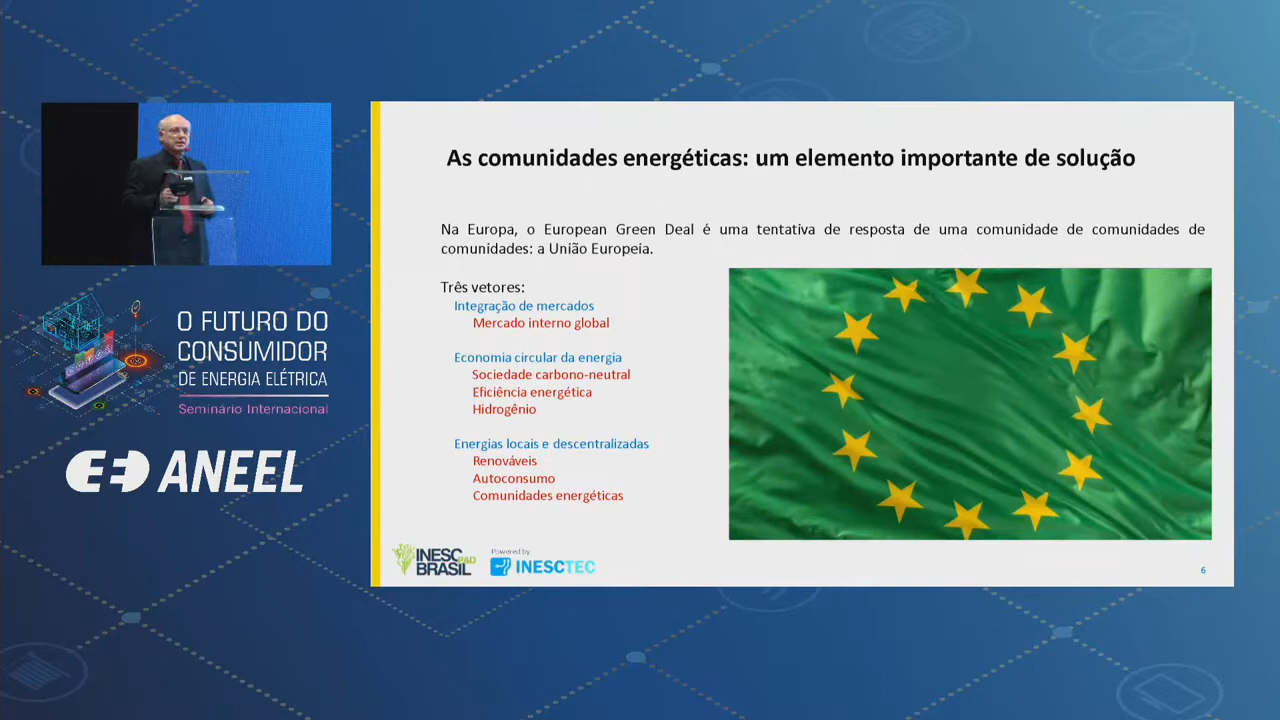 As comunidades energéticas: um elemento importante de solução
Na Europa, o European Green Deal é uma tentativa de resposta de uma comunidade de comunidades de
comunidades: a União Europeia.
Três vetores:
Integração de mercados
Mercado interno global
Economia circular da energia
Sociedade carbono-neutral
Eficiência energética
Hidrogênio
Energias locais e descentralizadas
Renováveis
Autoconsumo
Comunidades energéticas
INESC P&D
BRASIL
Powered by
INESCTEC
6
O FUTURO DO
CONSUMIDOR
DE ENERGIA ELÉTRICA
Seminário Internacional
ANEEL